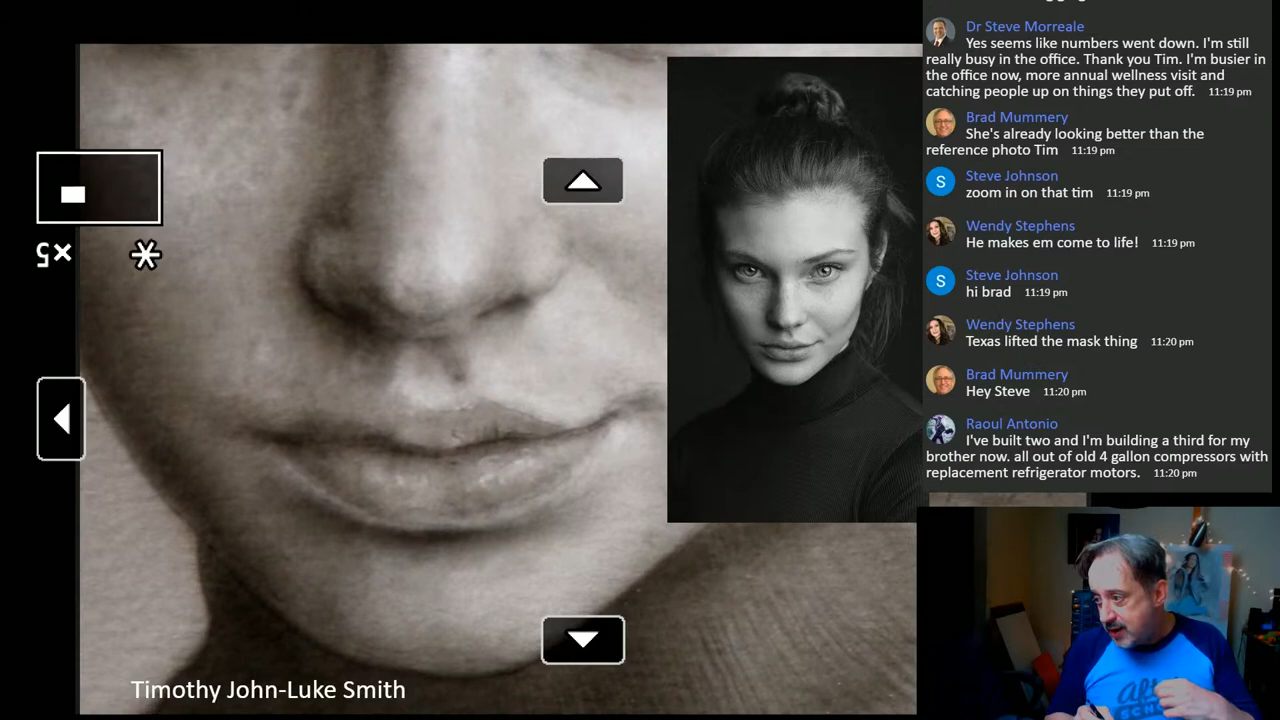 Dr Steve Morreale
Yes seems like numbers went down. I'm still
really busy in the office. Thank you Tim. I'm busier in
the office now, more annual wellness visit and
catching people up on things they put off. 11:19 pm
Brad Mummery
She's already looking better than the
reference photo Tim 11:19 pm
S
Steve Johnson
zoom in on that tim 11:19 pm
Wendy Stephens
He makes em come to life! 11:19 pm
S
Steve Johnson
hi brad 11:19 pm
Wendy Stephens
Texas lifted the mask thing 11:20 pm
Brad Mummery
Hey Steve 11:20 pm
Raoul Antonio
I've built two and I'm building a third for my
brother now. all out of old 4 gallon compressors with
replacement refrigerator motors. 11:20 pm
×5
Timothy John-Luke Smith